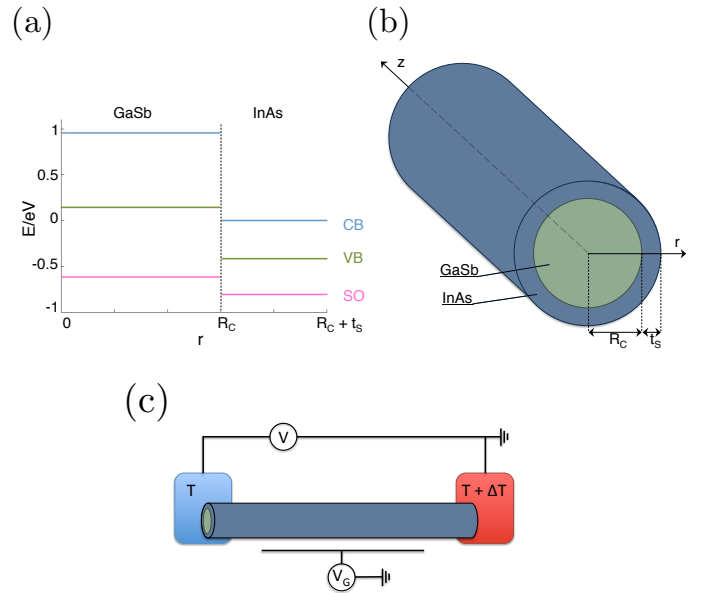 (a)
GaSb InAs
1
0.5
0
-0.5
-1
E/eV
CB
VB
SO
0 R_C R_C + t_S
r
(b)
z
r
GaSb
InAs
R_C t_S
(c)
V
T T + ΔT
V_G